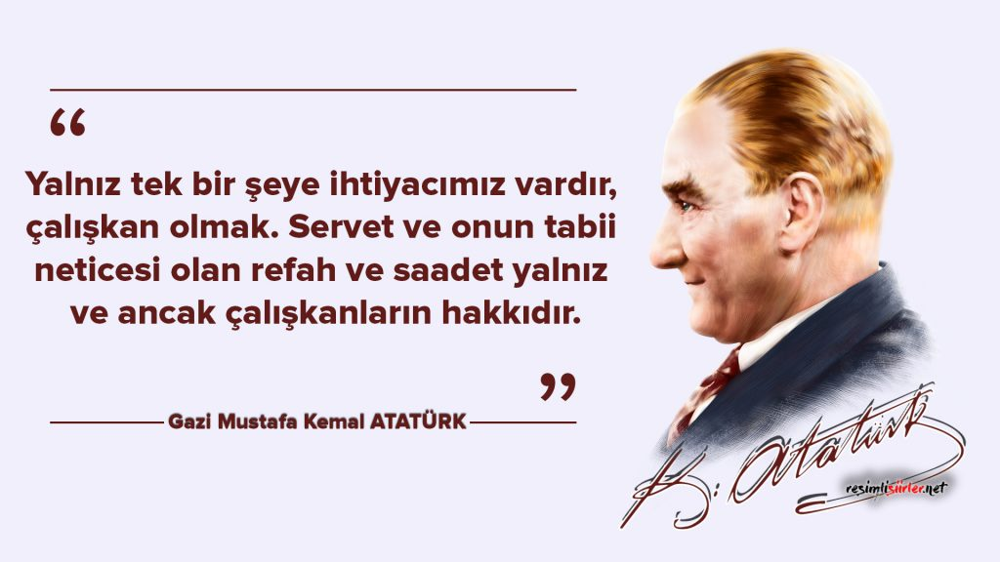 “
Yalnız tek bir şeye ihtiyacımız vardır,
çalışkan olmak. Servet ve onun tabii
neticesi olan refah ve saadet yalnız
ve ancak çalışkanların hakkıdır.
”
Gazi Mustafa Kemal ATATÜRK
K. Atatürk
resimlisiirler.net